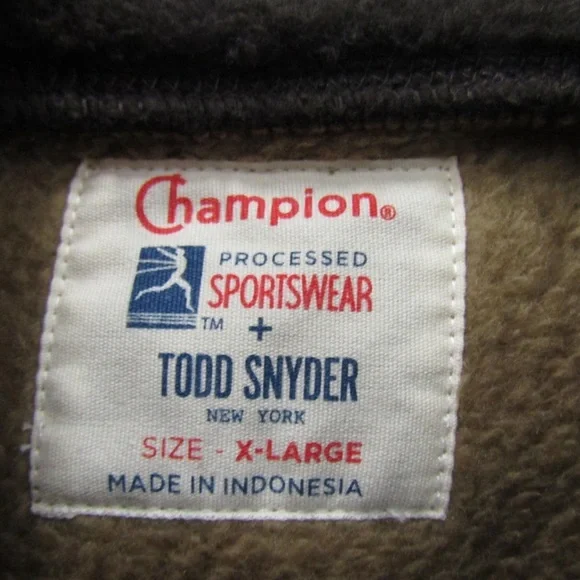 Champion®
PROCESSED
SPORTSWEAR
TM +
TODD SNYDER
NEW YORK
SIZE - X-LARGE
MADE IN INDONESIA